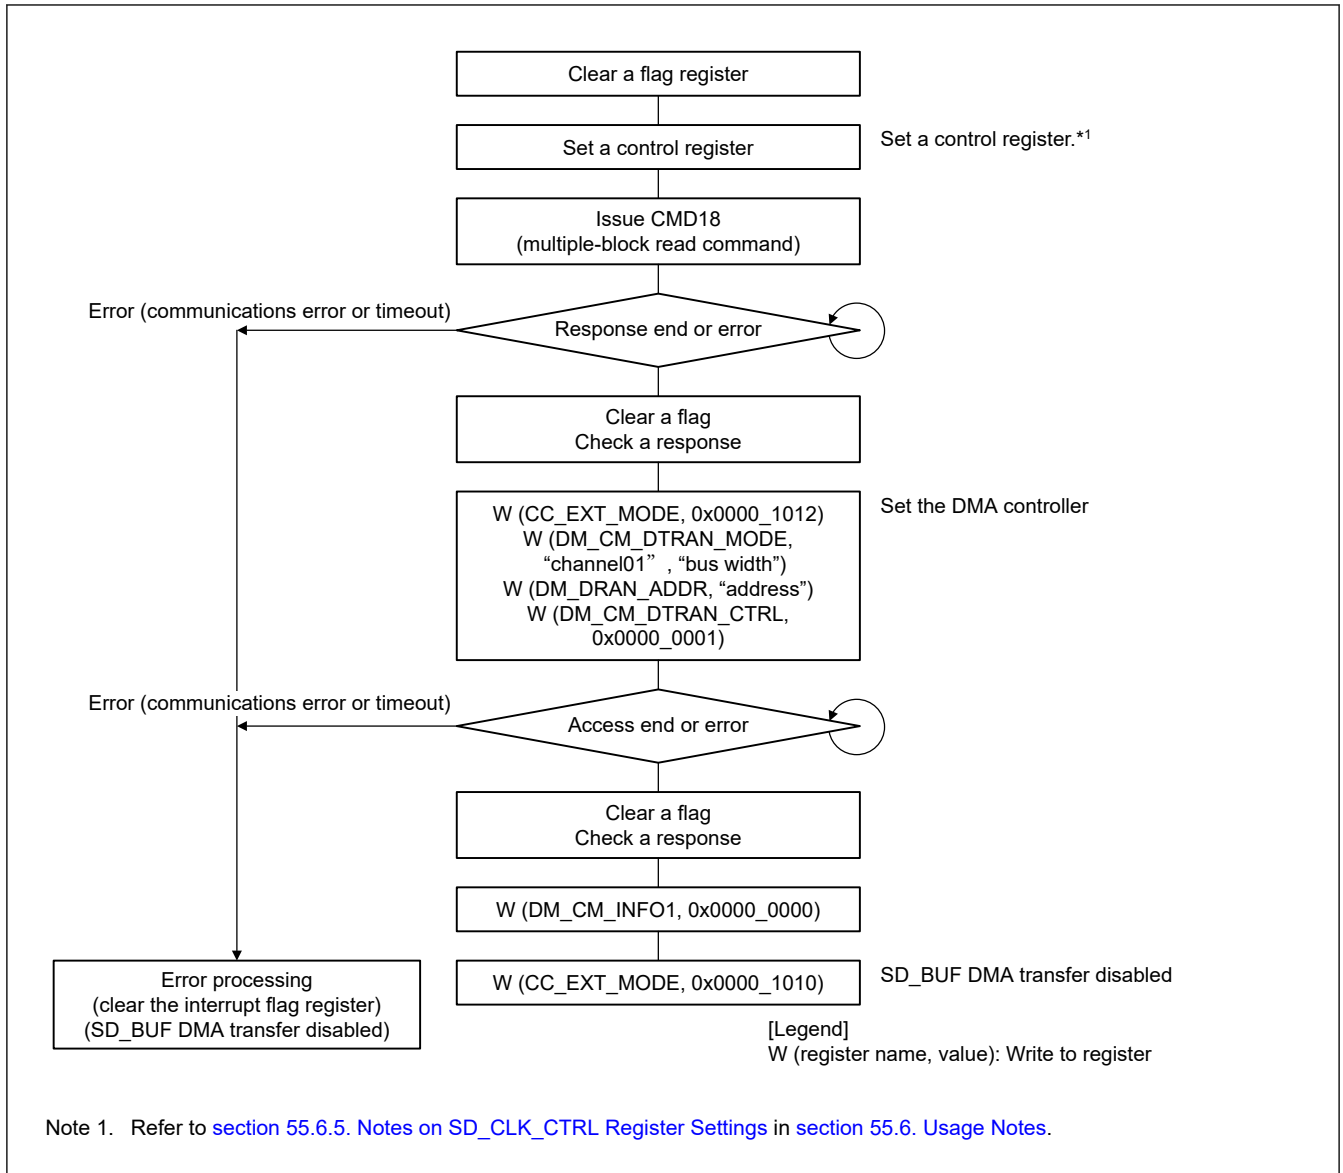 Clear a flag register
Set a control register
Set a control register.*1
Issue CMD18
(multiple-block read command)
Error (communications error or timeout)
Response end or error
Clear a flag
Check a response
W (CC_EXT_MODE, 0x0000_1012)
W (DM_CM_DTRAN_MODE,
“channel01” , “bus width”)
W (DM_DRAN_ADDR, “address”)
W (DM_CM_DTRAN_CTRL,
0x0000_0001)
Set the DMA controller
Error (communications error or timeout)
Access end or error
Clear a flag
Check a response
W (DM_CM_INFO1, 0x0000_0000)
W (CC_EXT_MODE, 0x0000_1010)
SD_BUF DMA transfer disabled
Error processing
(clear the interrupt flag register)
(SD_BUF DMA transfer disabled)
[Legend]
W (register name, value): Write to register
Note 1. Refer to section 55.6.5. Notes on SD_CLK_CTRL Register Settings in section 55.6. Usage Notes.